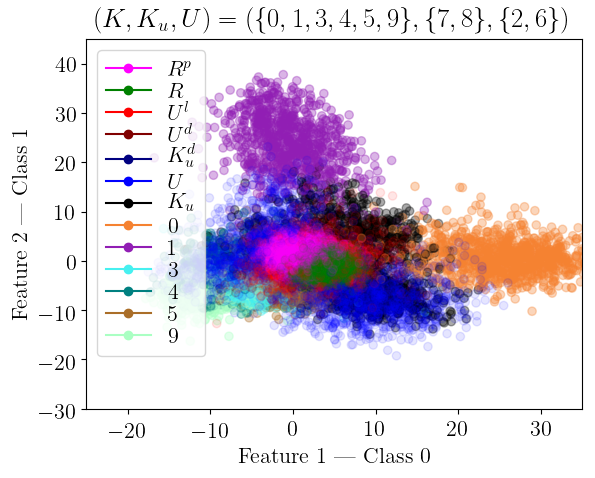 (K, K_u, U) = ({0, 1, 3, 4, 5, 9}, {7, 8}, {2, 6})
Feature 2 — Class 1
40
30
20
10
0
−10
−20
−30
R^p
R
U^l
U^d
K_u^d
U
K_u
0
1
3
4
5
9
−20
−10
0
10
20
30
Feature 1 — Class 0